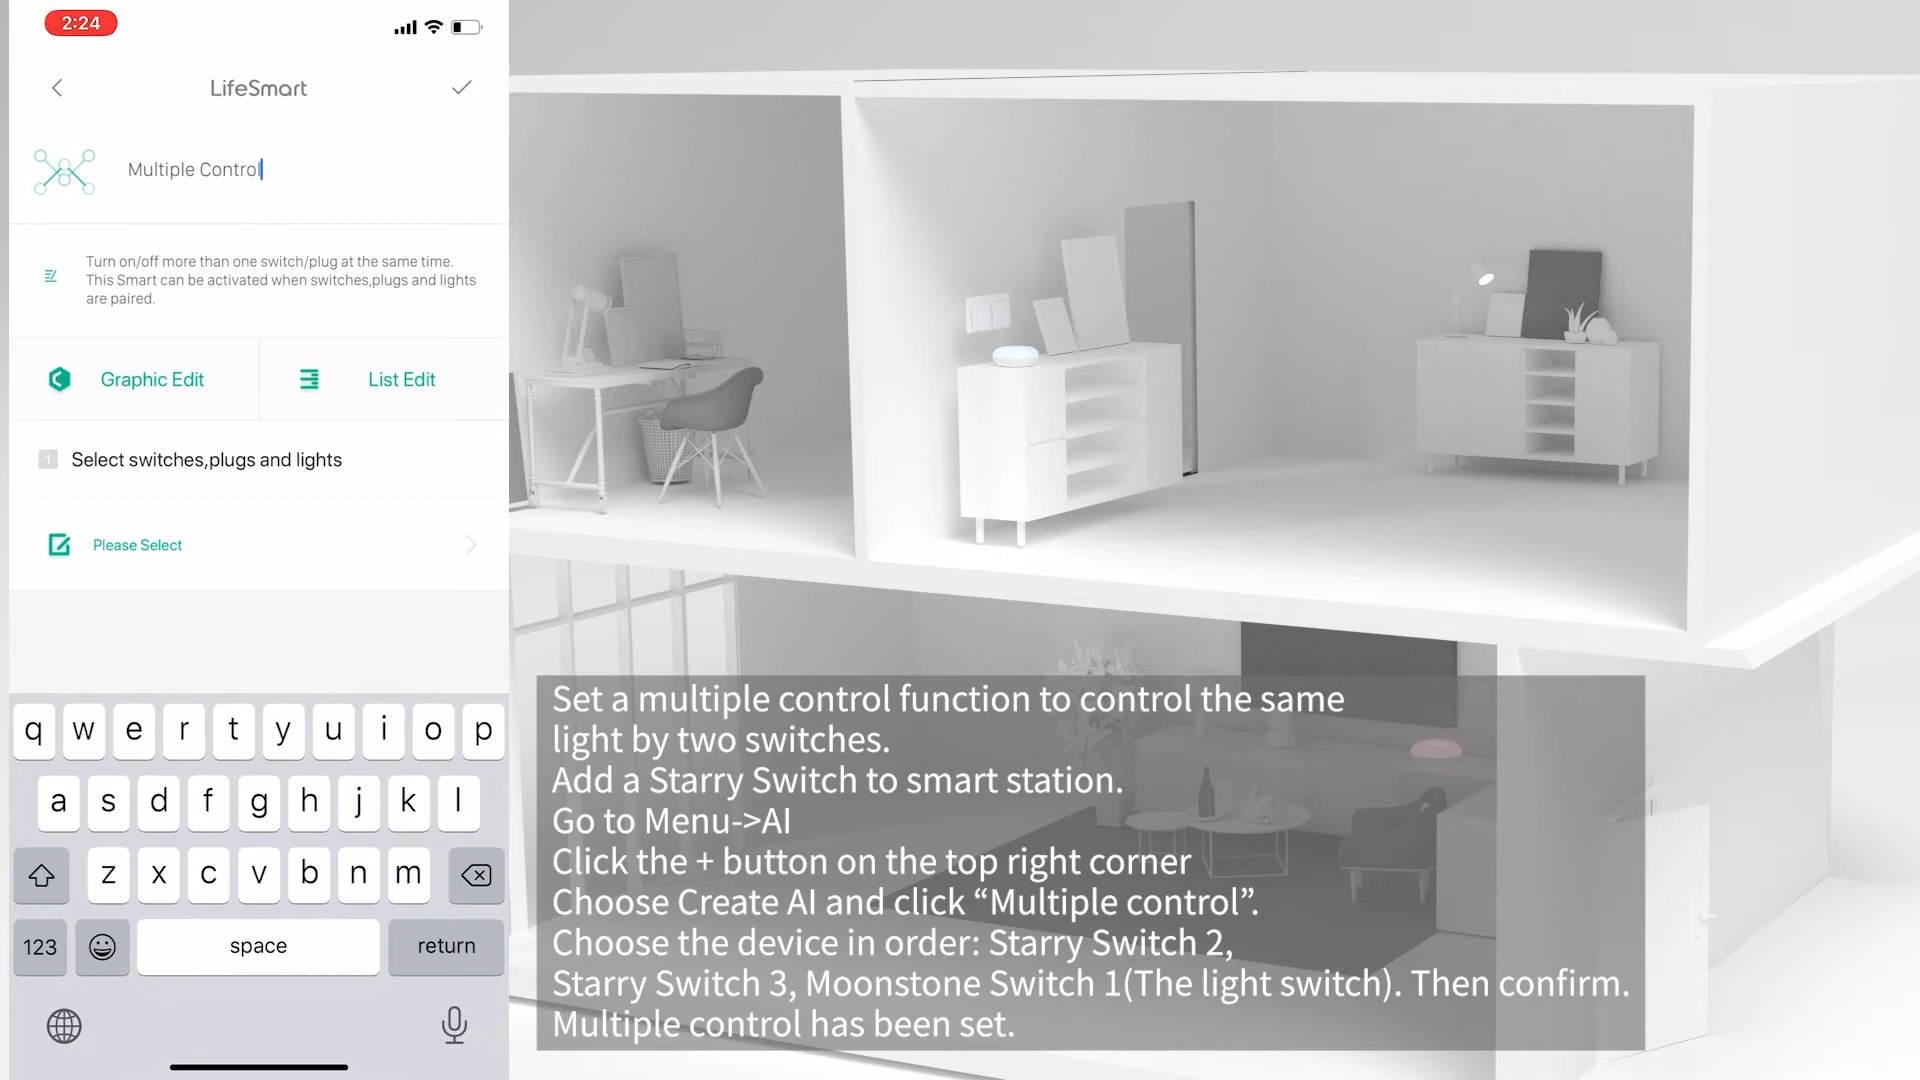 2:24
LifeSmart
Multiple Control
Turn on/off more than one switch/plug at the same time.
This Smart can be activated when switches,plugs and lights
are paired.
Graphic Edit
List Edit
1
Select switches,plugs and lights
Please Select
q w e r t y u i o p
a s d f g h j k l
z x c v b n m
123
space
return
Set a multiple control function to control the same
light by two switches.
Add a Starry Switch to smart station.
Go to Menu->AI
Click the + button on the top right corner
Choose Create AI and click “Multiple control”.
Choose the device in order: Starry Switch 2,
Starry Switch 3, Moonstone Switch 1(The light switch). Then confirm.
Multiple control has been set.